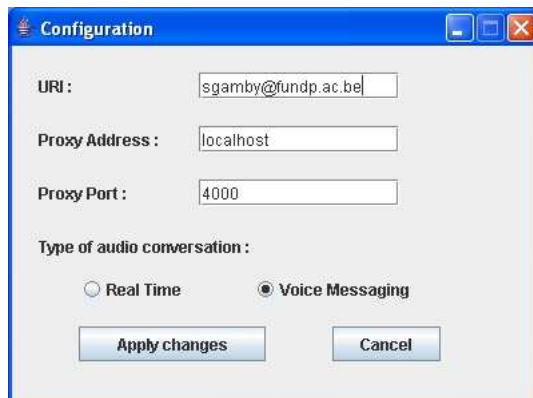 Configuration
URI : sgamby@fundp.ac.be
Proxy Address : localhost
Proxy Port : 4000
Type of audio conversation :
Real Time Voice Messaging
Apply changes Cancel